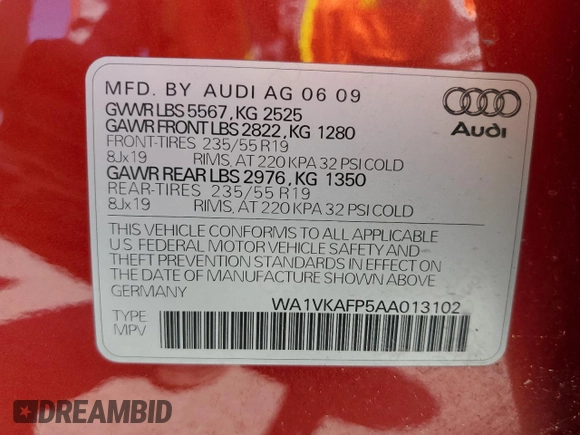 MFD. BY AUDI AG 06 09
GVWR LBS 5567, KG 2525
GAWR FRONT LBS 2822, KG 1280
FRONT-TIRES 235/55 R19
8Jx19 RIMS, AT 220 KPA 32 PSI COLD
GAWR REAR LBS 2976, KG 1350
REAR-TIRES 235/55 R19
8Jx19 RIMS, AT 220 KPA 32 PSI COLD
THIS VEHICLE CONFORMS TO ALL APPLICABLE
U.S. FEDERAL MOTOR VEHICLE SAFETY AND
THEFT PREVENTION STANDARDS IN EFFECT ON
THE DATE OF MANUFACTURE SHOWN ABOVE.
GERMANY WA1VKAFP5AA013102
TYPE
MPV
Audi
DREAMBID